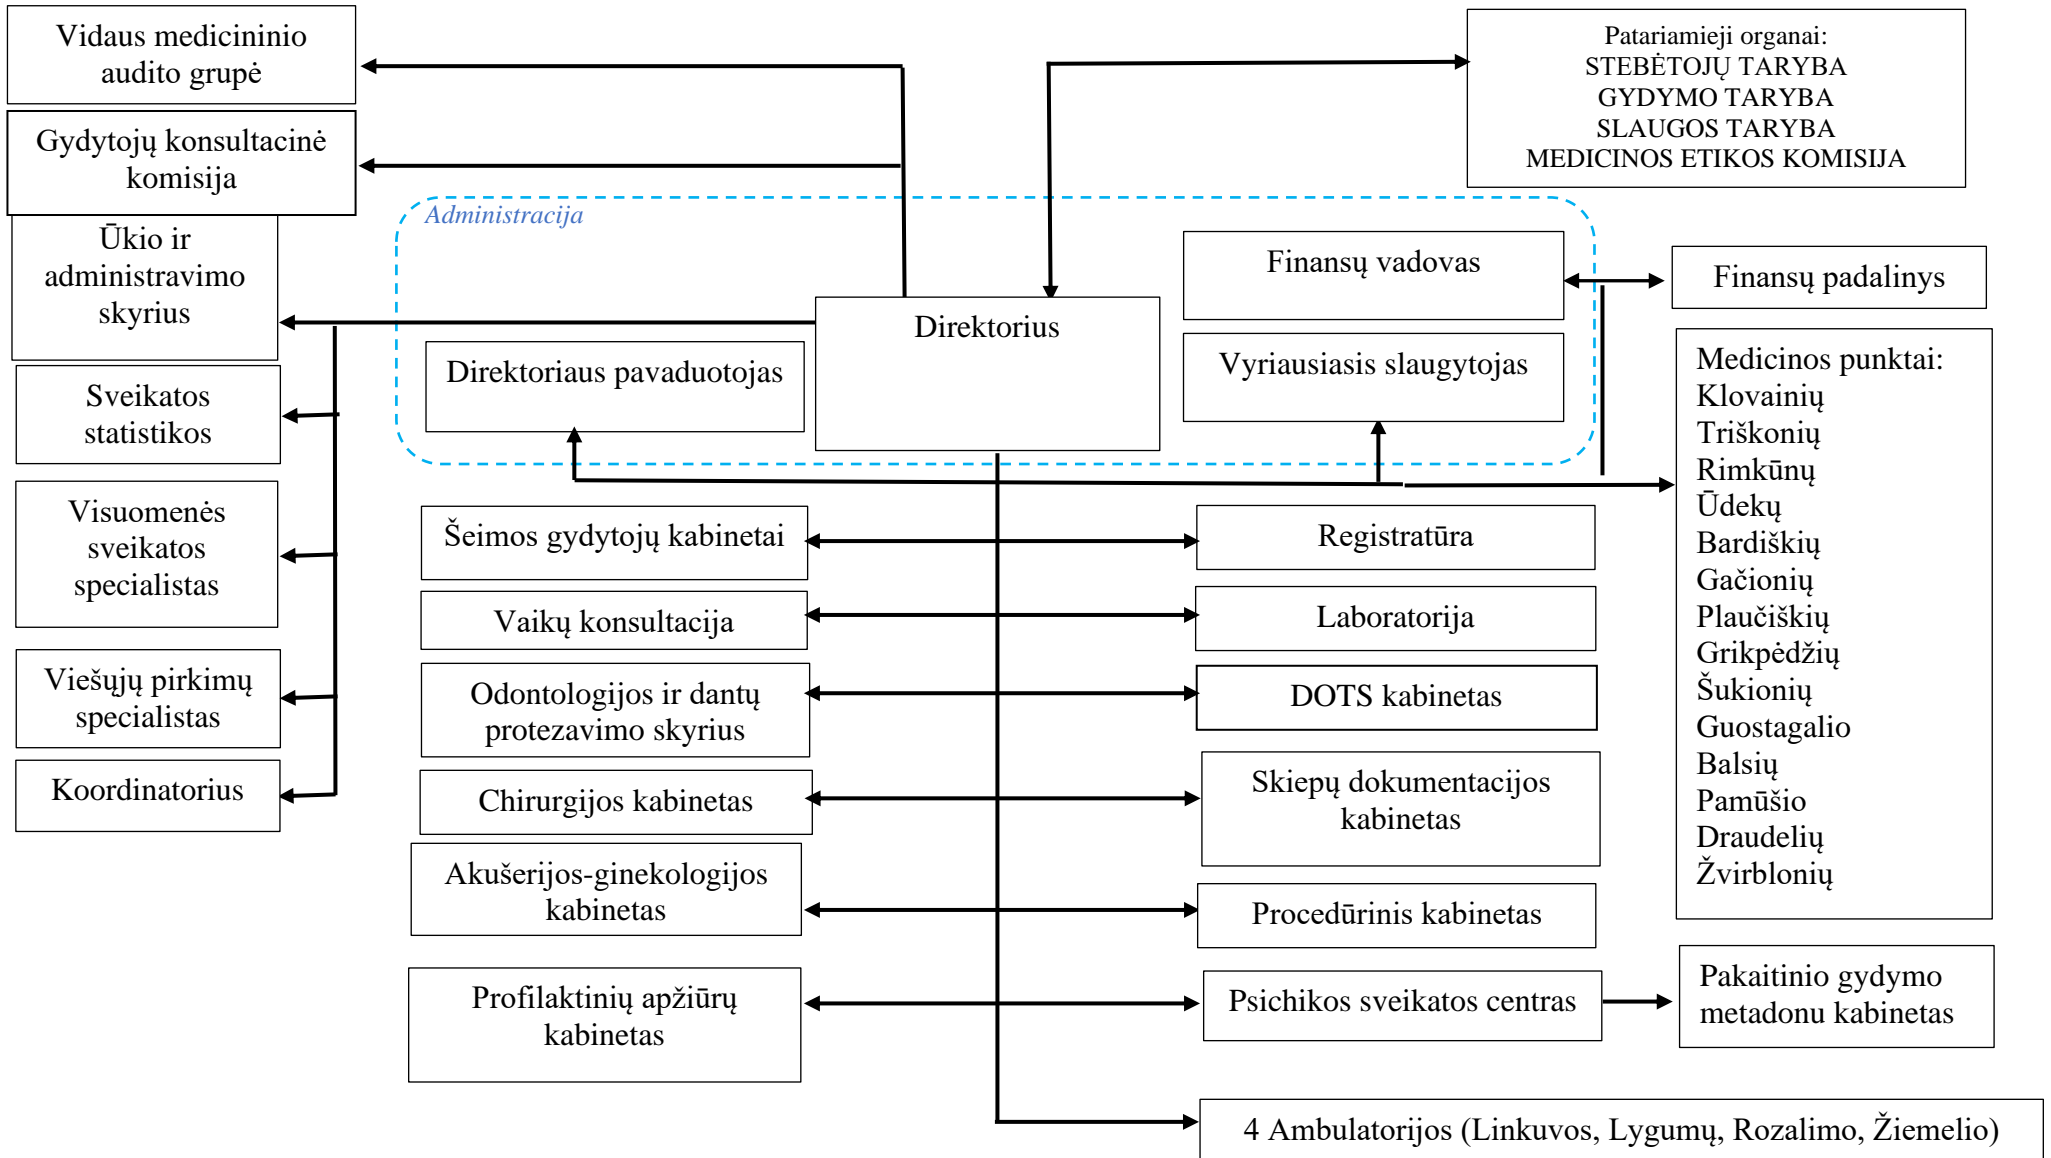 Vidaus medicininio
audito grupė
Gydytojų konsultacinė
komisija
Ūkio ir
administravimo
skyrius
Sveikatos
statistikos
Visuomenės
sveikatos
specialistas
Viešųjų pirkimų
specialistas
Koordinatorius
Patariamieji organai:
STEBĖTOJŲ TARYBA
GYDYMO TARYBA
SLAUGOS TARYBA
MEDICINOS ETIKOS KOMISIJA
Administracija
Direktorius
Direktoriaus pavaduotojas
Finansų vadovas
Vyriausiasis slaugytojas
Finansų padalinys
Medicinos punktai:
Klovainių
Triškonių
Rimkūnų
Ūdekų
Bardiškių
Gačionių
Plaučiškių
Grikpėdžių
Šukionių
Guostagalio
Balsių
Pamūšio
Draudelių
Žvirblonių
Šeimos gydytojų kabinetai
Registratūra
Vaikų konsultacija
Laboratorija
Odontologijos ir dantų
protezavimo skyrius
DOTS kabinetas
Chirurgijos kabinetas
Skiepų dokumentacijos
kabinetas
Akušerijos-ginekologijos
kabinetas
Procedūrinis kabinetas
Profilaktinių apžiūrų
kabinetas
Psichikos sveikatos centras
Pakaitinio gydymo
metadonu kabinetas
4 Ambulatorijos (Linkuvos, Lygumų, Rozalimo, Žiemelio)